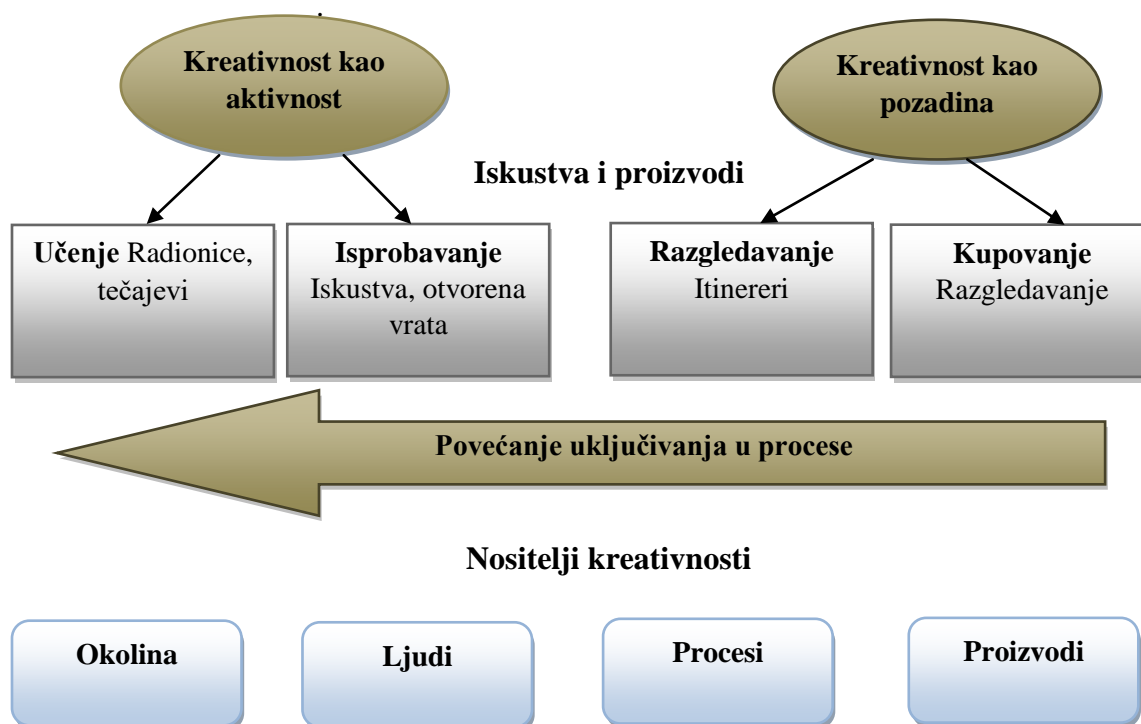 Kreativnost kao
aktivnost
Kreativnost kao
pozadina
Iskustva i proizvodi
Učenje Radionice,
tečajevi
Isprobavanje
Iskustva, otvorena
vrata
Razgledavanje
Itinereri
Kupovanje
Razgledavanje
Povećanje uključivanja u procese
Nositelji kreativnosti
Okolina
Ljudi
Procesi
Proizvodi